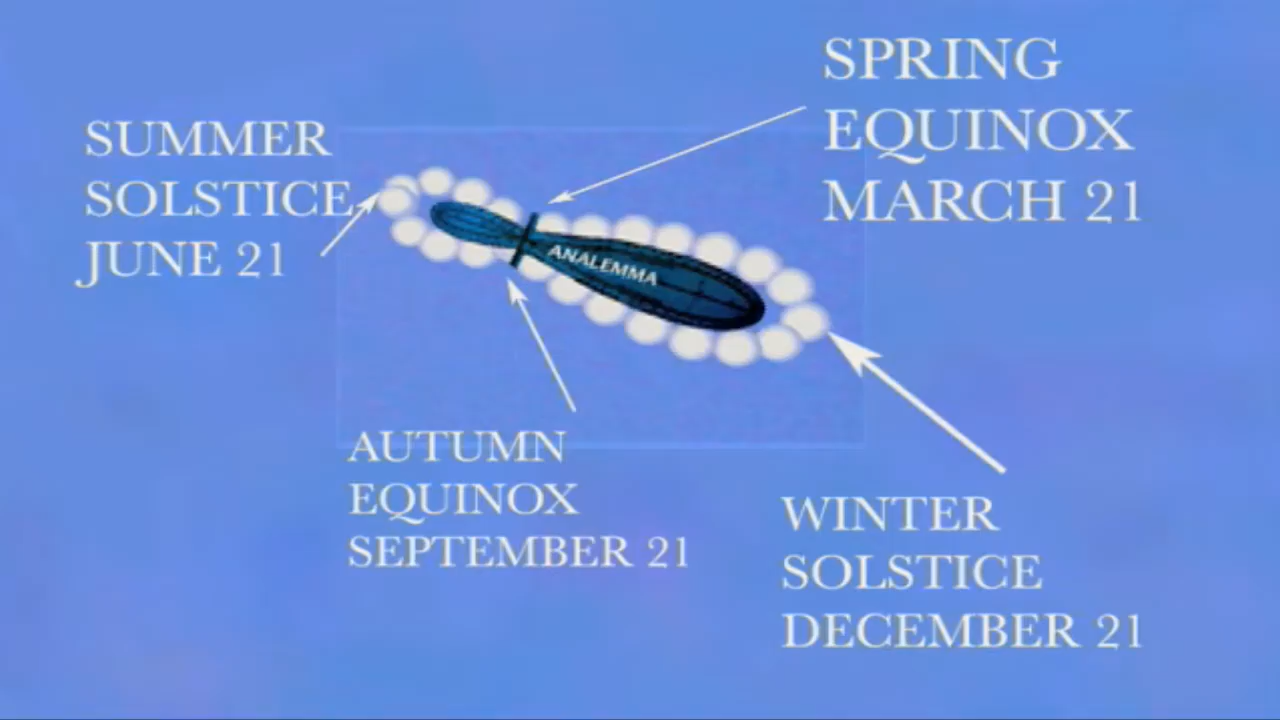 SPRING
EQUINOX
MARCH 21
SUMMER
SOLSTICE
JUNE 21
ANALEMMA
AUTUMN
EQUINOX
SEPTEMBER 21
WINTER
SOLSTICE
DECEMBER 21